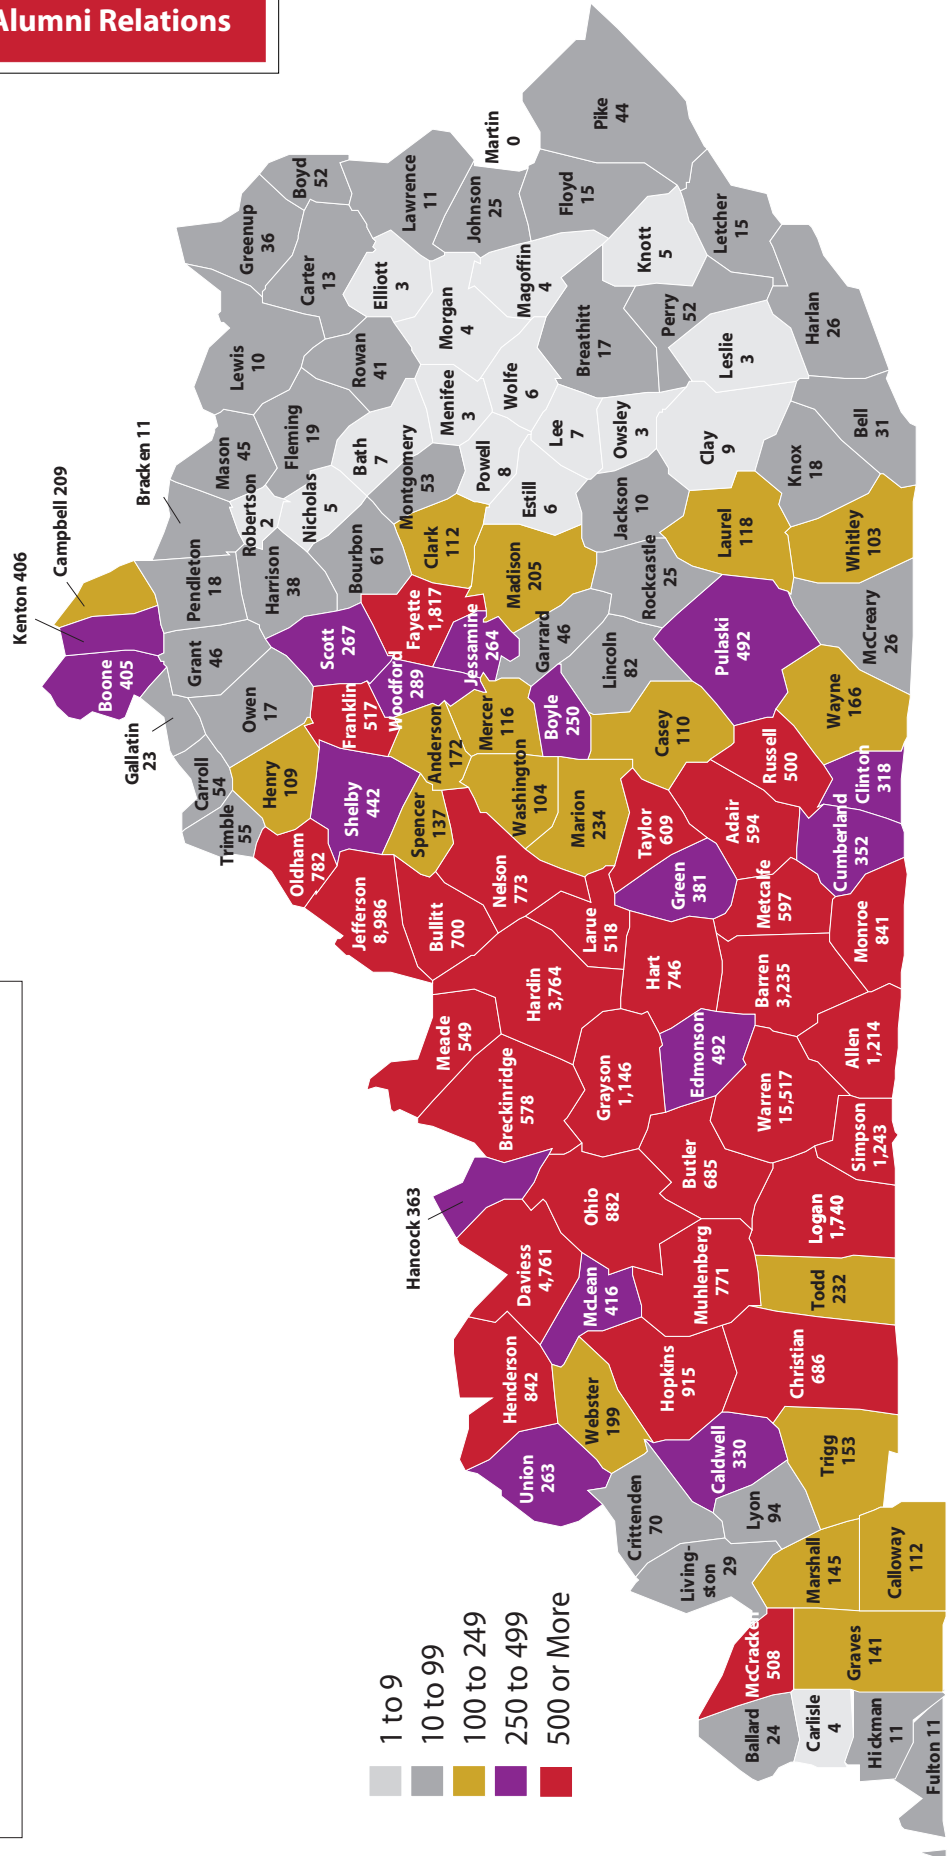 Alumni Relations
Kenton 406
Campbell 209
Bracken 11
Boone
405
Gallatin
23
Carroll
54
Trimble
55
Grant
46
Pendleton
18
Owen
17
Henry
109
Oldham
782
Robertson
2
Harrison
38
Mason
45
Lewis
10
Greenup
36
Boyd
52
Carter
13
Fleming
19
Nicholas
5
Rowan
41
Elliott
3
Lawrence
11
Martin
0
Bath
7
Bourbon
61
Scott
267
Franklin
517
Shelby
442
Jefferson
8,986
Woodford
289
Fayette
1,817
Clark
112
Montgomery
53
Menifee
3
Morgan
4
Johnson
25
Pike
44
Floyd
15
Magoffin
4
Wolfe
6
Powell
8
Estill
6
Madison
205
Jessamine
264
Mercer
116
Anderson
172
Spencer
137
Bullitt
700
Nelson
773
Washington
104
Marion
234
Boyle
250
Garrard
46
Lincoln
82
Rockcastle
25
Jackson
10
Lee
7
Owsley
3
Breathitt
17
Knott
5
Letcher
15
Perry
52
Leslie
3
Clay
9
Laurel
118
Knox
18
Bell
31
Harlan
26
Whitley
103
McCreary
26
Pulaski
492
Wayne
166
Casey
110
Russell
500
Clinton
318
Cumberland
352
Adair
594
Taylor
609
Green
381
Metcalfe
597
Monroe
841
Larue
518
Hart
746
Barren
3,235
Allen
1,214
Hardin
3,764
Meade
549
Breckinridge
578
Grayson
1,146
Edmonson
492
Warren
15,517
Simpson
1,243
Butler
685
Logan
1,740
Hancock 363
Ohio
882
Daviess
4,761
McLean
416
Muhlenberg
771
Todd
232
Henderson
842
Webster
199
Hopkins
915
Christian
686
Union
263
Crittenden
70
Caldwell
330
Lyon
94
Trigg
153
Living-
ston 29
Marshall
145
Calloway
112
McCracken
508
Graves
141
Ballard
24
Carlisle
4
Hickman
11
Fulton 11
1 to 9
10 to 99
100 to 249
250 to 499
500 or More